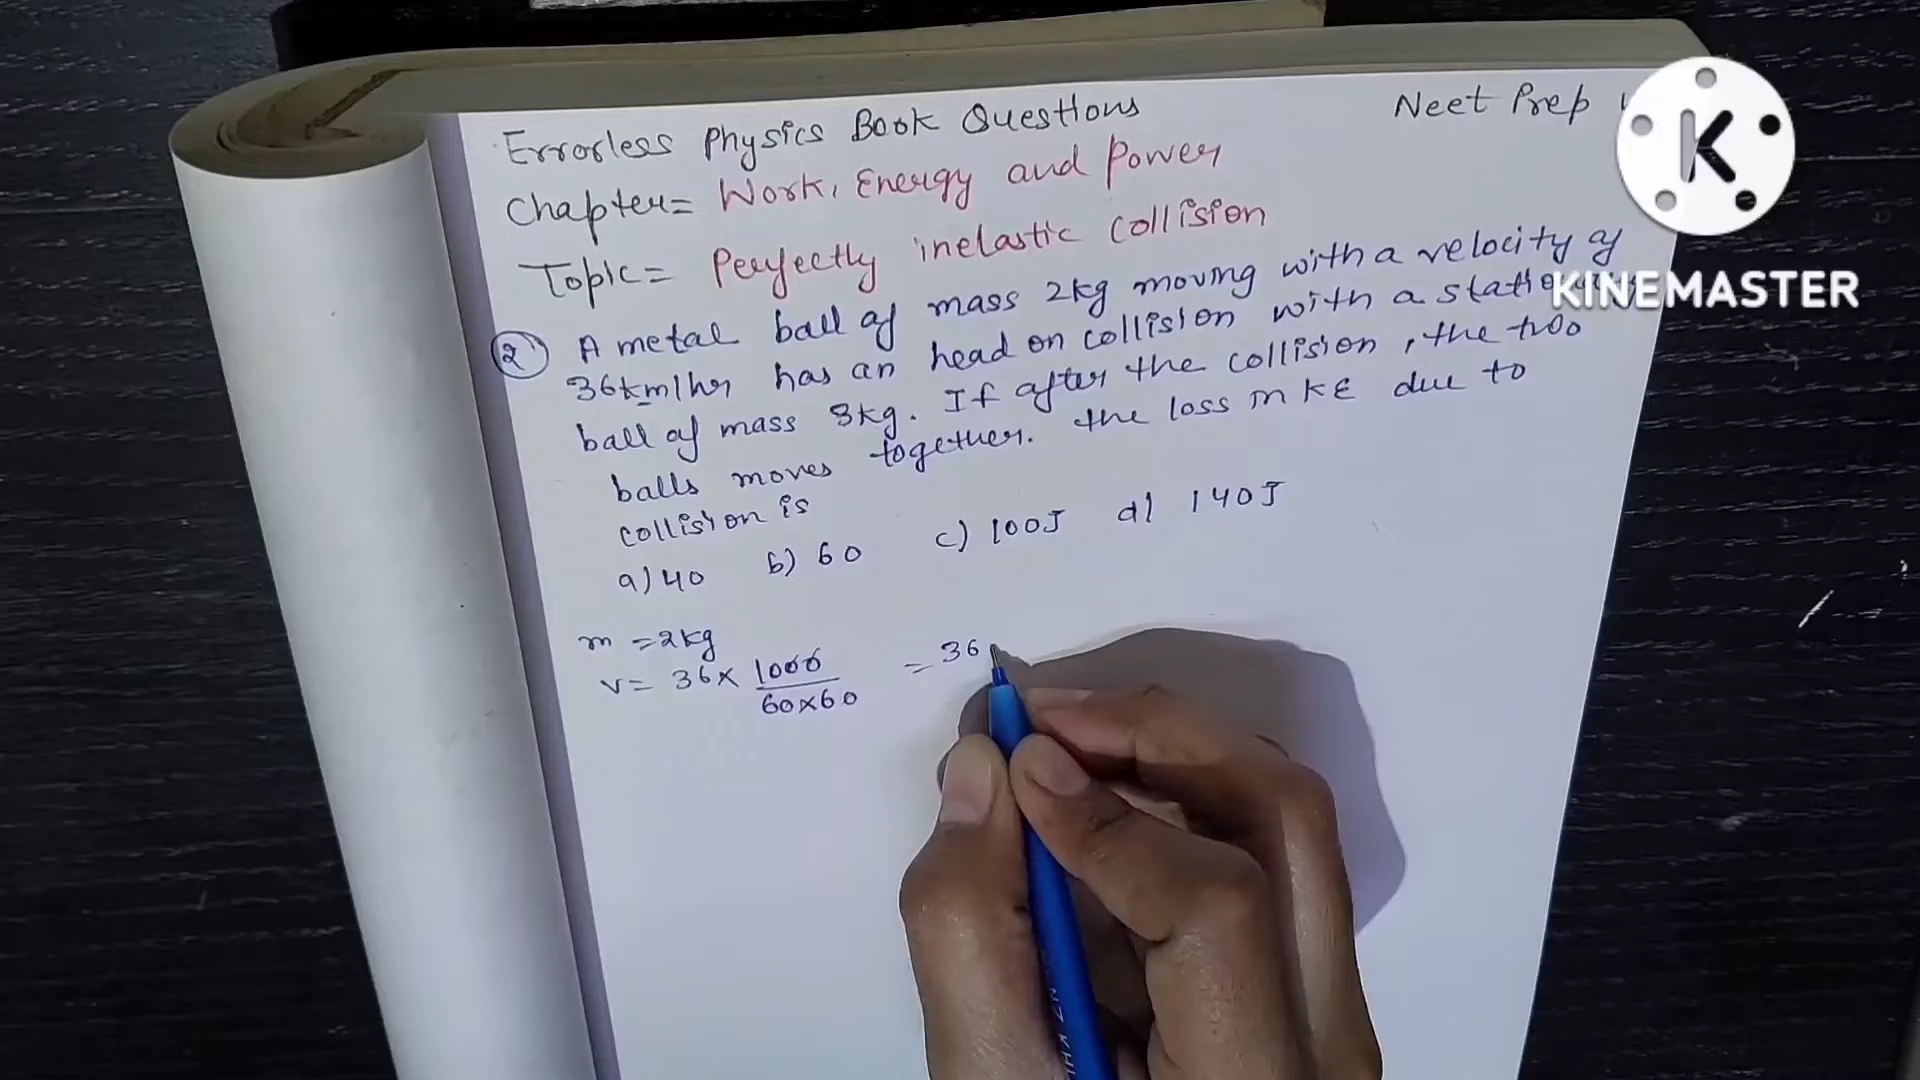 Errorless Physics Book Questions
Neet Prep
Chapter= Work, Energy and Power
Topic= Perfectly inelastic collision
2 A metal ball of mass 2kg moving with a velocity of
36km/hr has an head on collision with a
ball of mass 3kg. If after the collision, the two
balls moves together. the loss in KE due to
collision is
a) 40 b) 60 c) 100J d) 140J
m = 2kg
v = 36 × 1000 / 60×60 = 36
K
KINEMASTER